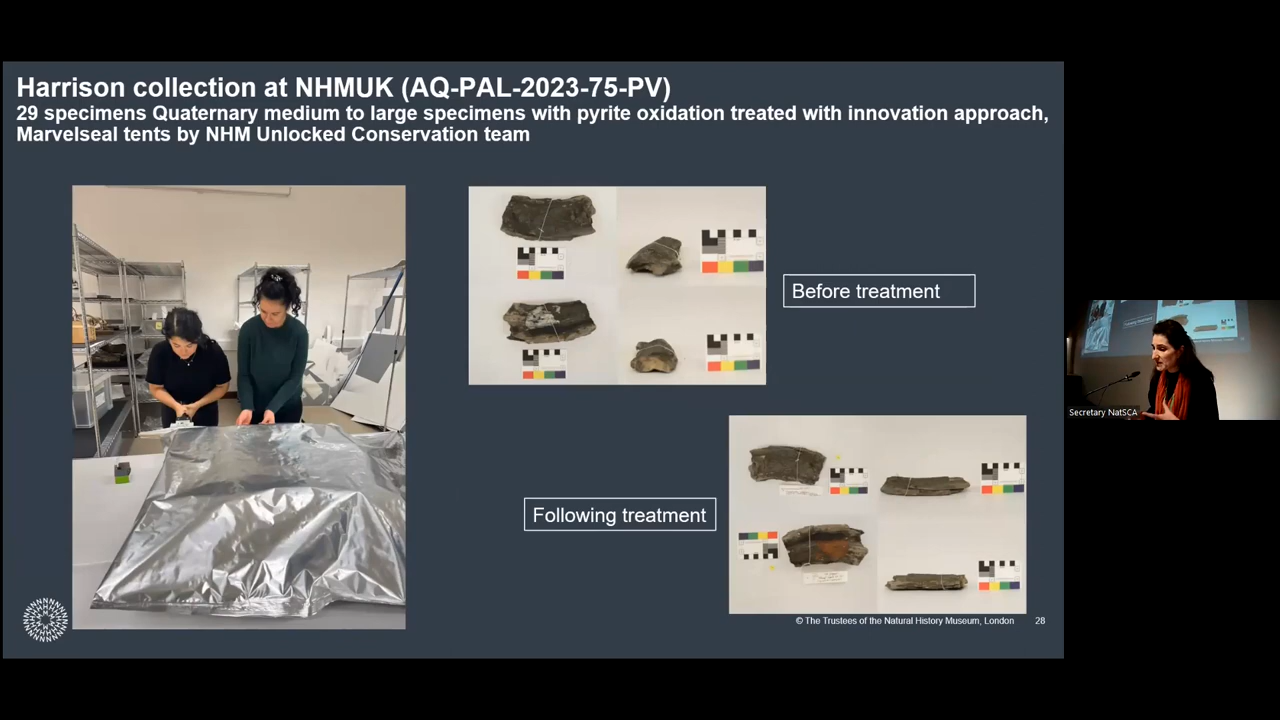 Harrison collection at NHMUK (AQ-PAL-2023-75-PV)
29 specimens Quaternary medium to large specimens with pyrite oxidation treated with innovation approach,
Marvelseal tents by NHM Unlocked Conservation team
Before treatment
Following treatment
© The Trustees of the Natural History Museum, London
28
Secretary NatSCA